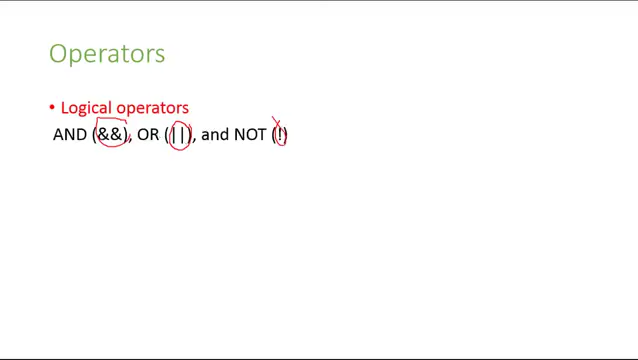 Operators
• Logical operators
AND (&&), OR (||), and NOT (!)